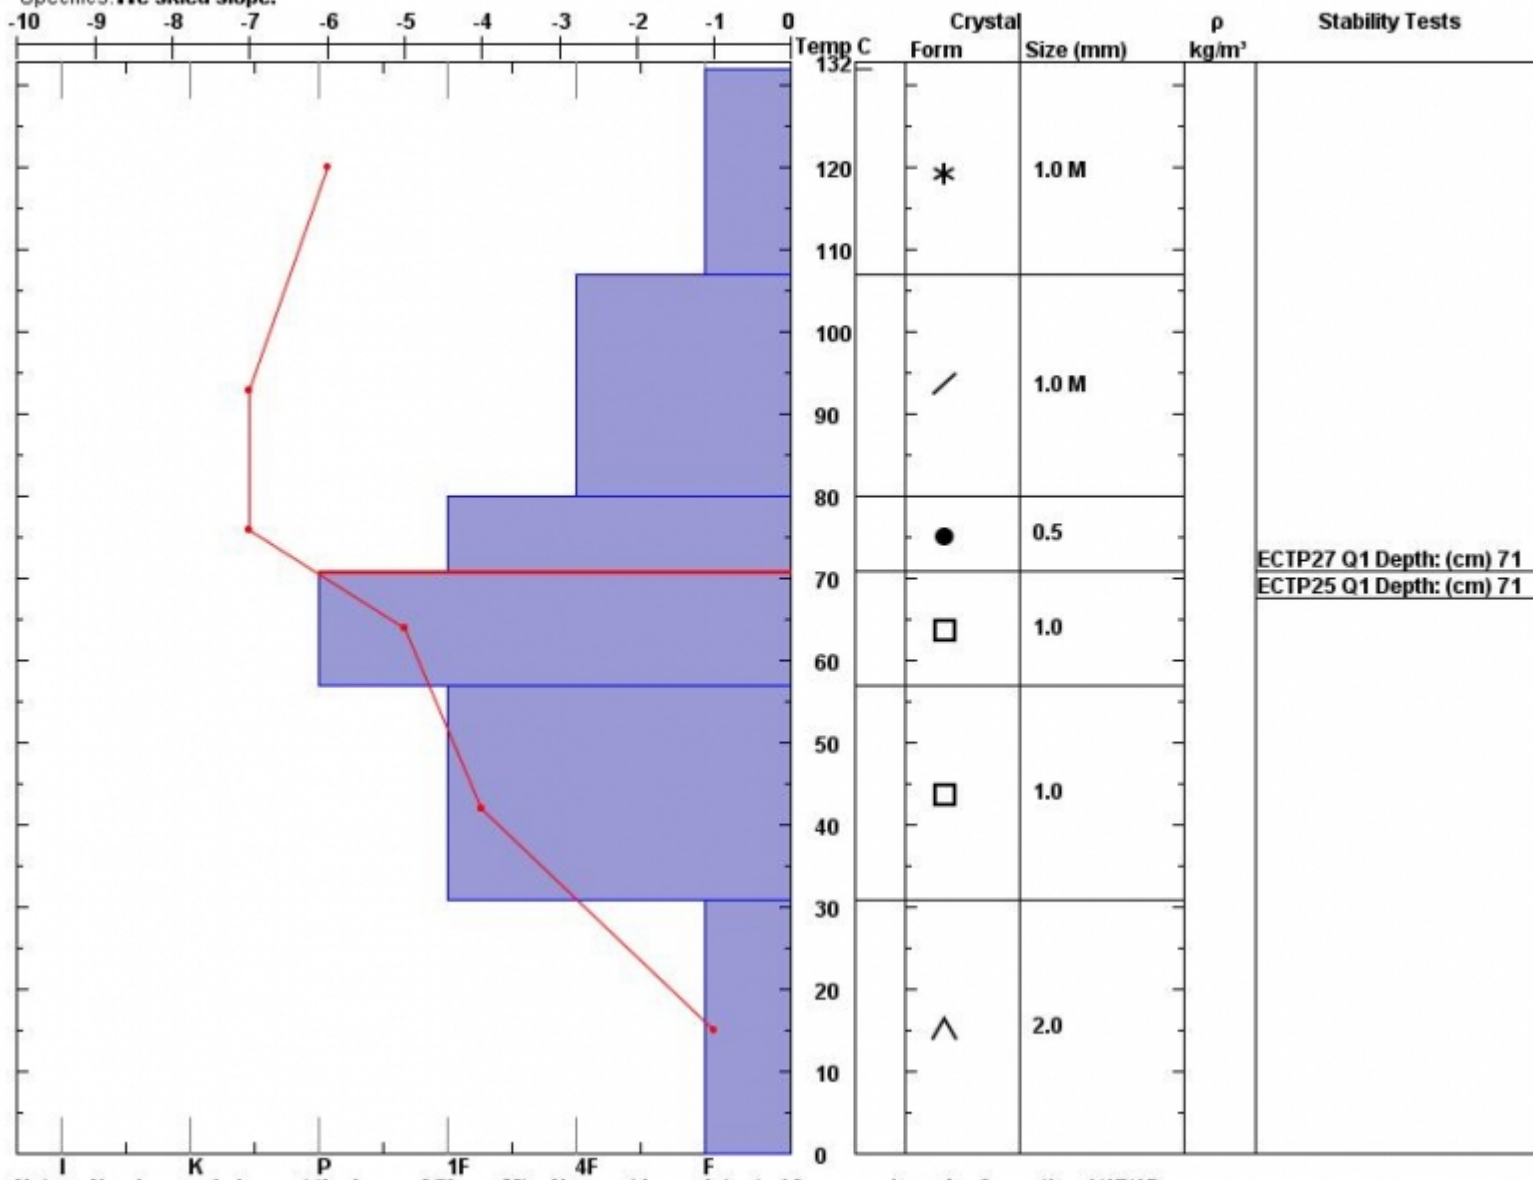 We skied slope.
-10 -9 -8 -7 -6 -5 -4 -3 -2 -1 0
Crystal ρ Stability Tests
Temp C Form Size (mm) kg/m³
132
120 1.0 M
110
100
90 1.0 M
80
0.5
ECTP27 Q1 Depth: (cm) 71
70
ECTP25 Q1 Depth: (cm) 71
1.0
60
50
1.0
40
30
20
2.0
10
0
I K P 1F 4F F